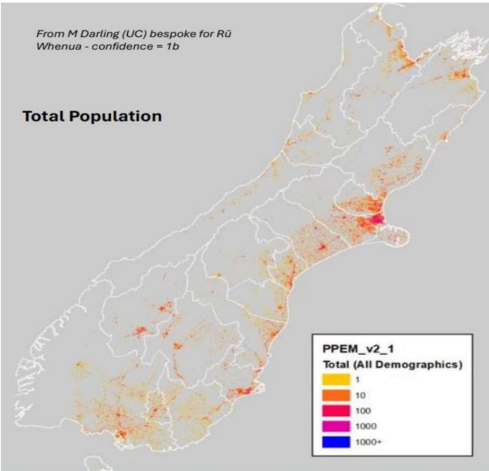 From M Darling (UC) bespoke for Rū
Whenua - confidence = 1b
Total Population
PPEM_v2_1
Total (All Demographics)
1
10
100
1000
1000+